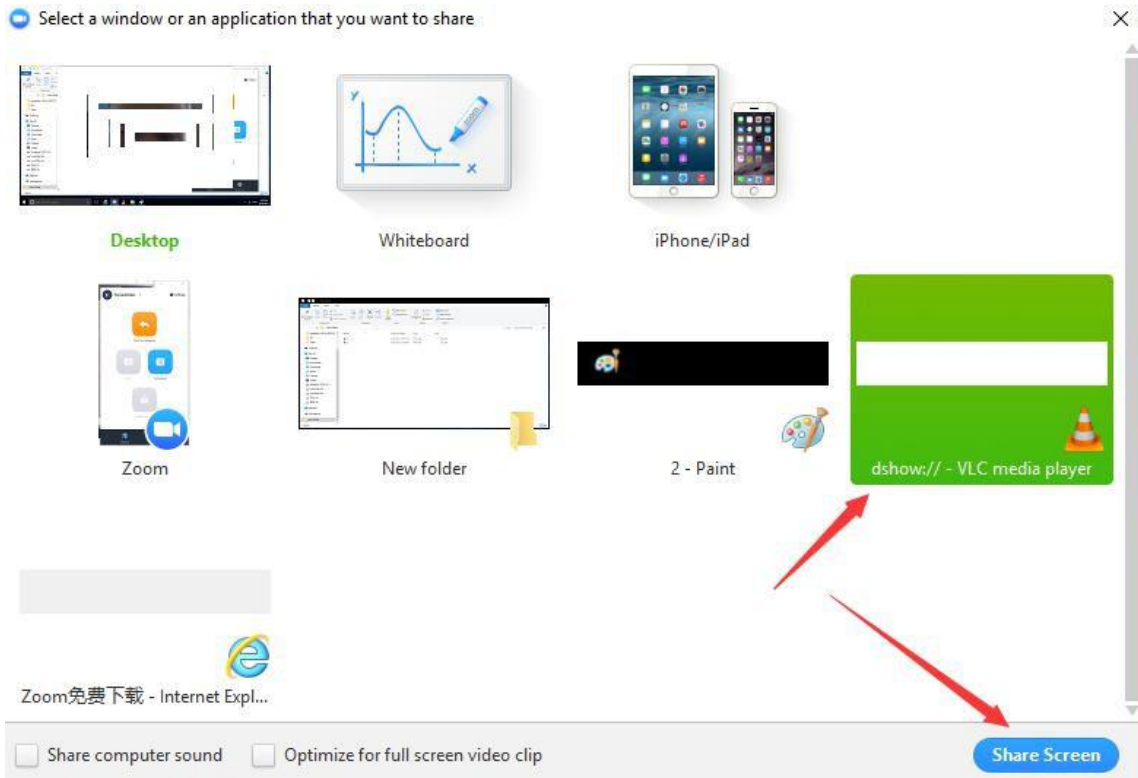 Select a window or an application that you want to share
Y
zoom
X
Desktop
Whiteboard
iPhone/iPad
Zoom
New folder
2 - Paint
dshow:// - VLC media player
Zoom免费下载 - Internet Expl...
Share computer sound
Optimize for full screen video clip
Share Screen